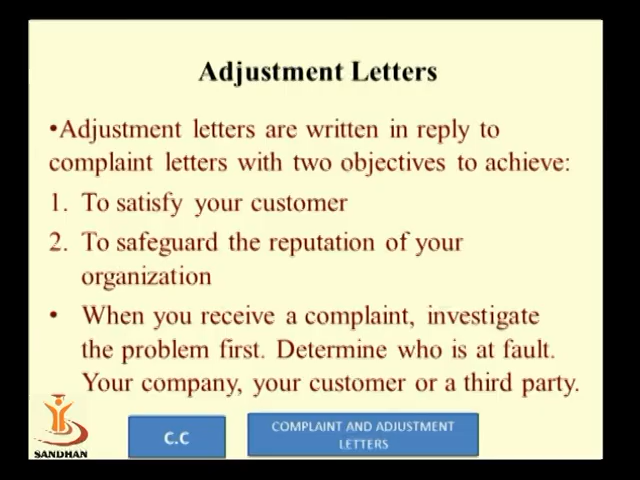 Adjustment Letters
•Adjustment letters are written in reply to
complaint letters with two objectives to achieve:
1. To satisfy your customer
2. To safeguard the reputation of your
organization
• When you receive a complaint, investigate
the problem first. Determine who is at fault.
Your company, your customer or a third party.
SANDHAN
C.C
COMPLAINT AND ADJUSTMENT
LETTERS